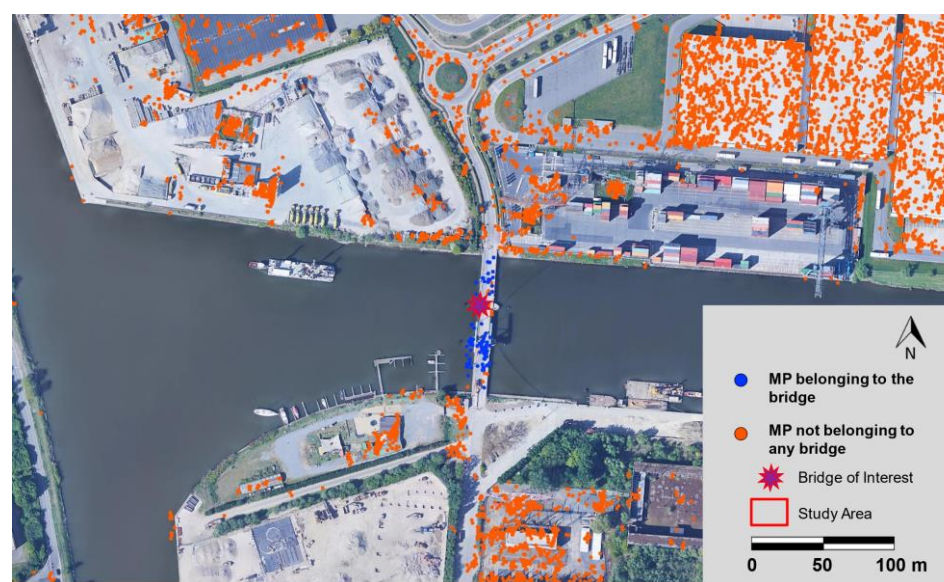 N
MP belonging to the
bridge
MP not belonging to
any bridge
Bridge of Interest
Study Area
0 50 100 m